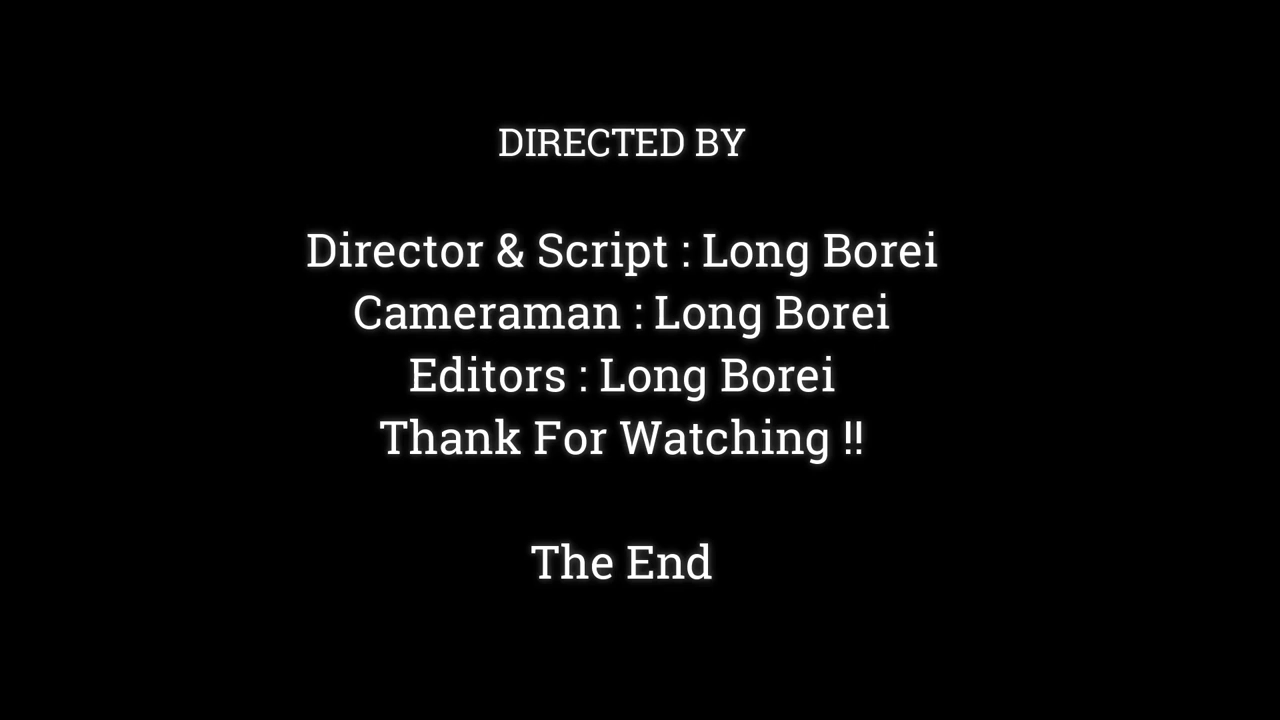 DIRECTED BY
Director & Script : Long Borei
Cameraman : Long Borei
Editors : Long Borei
Thank For Watching !!
The End